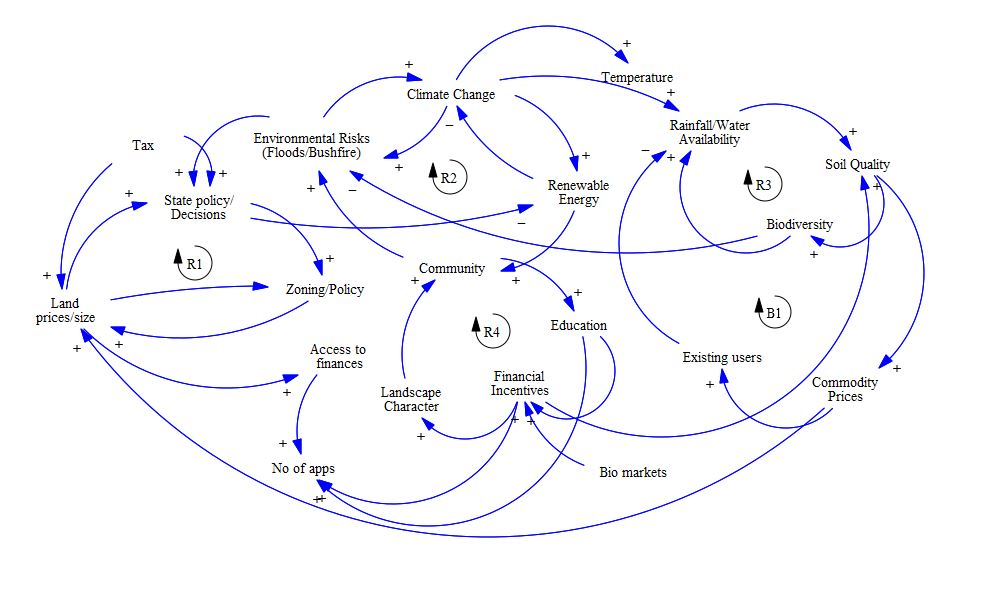 +
Temperature
+
Climate Change
+
Rainfall/Water
Availability
+
Soil Quality
+
Tax
Environmental Risks
(Floods/Bushfire)
−
+
+
+
R2
+
Renewable
Energy
−
+
R3
+
−
+
State policy/
Decisions
−
Biodiversity
+
R1
+
Zoning/Policy
Community
+
+
+
Land
prices/size
+
+
+
Education
R4
B1
Access to
finances
+
Existing users
+
+
Commodity
Prices
Financial
Incentives
Landscape
Character
+
+
+
+
No of apps
Bio markets
++